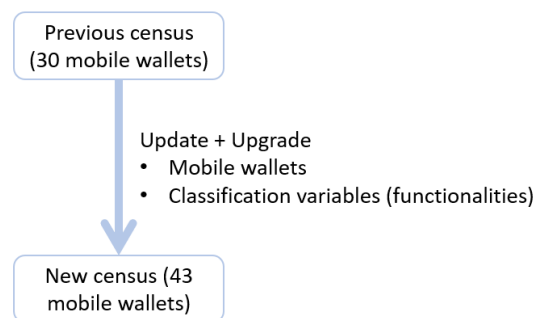 Previous census
(30 mobile wallets)
Update + Upgrade
• Mobile wallets
• Classification variables (functionalities)
New census (43
mobile wallets)